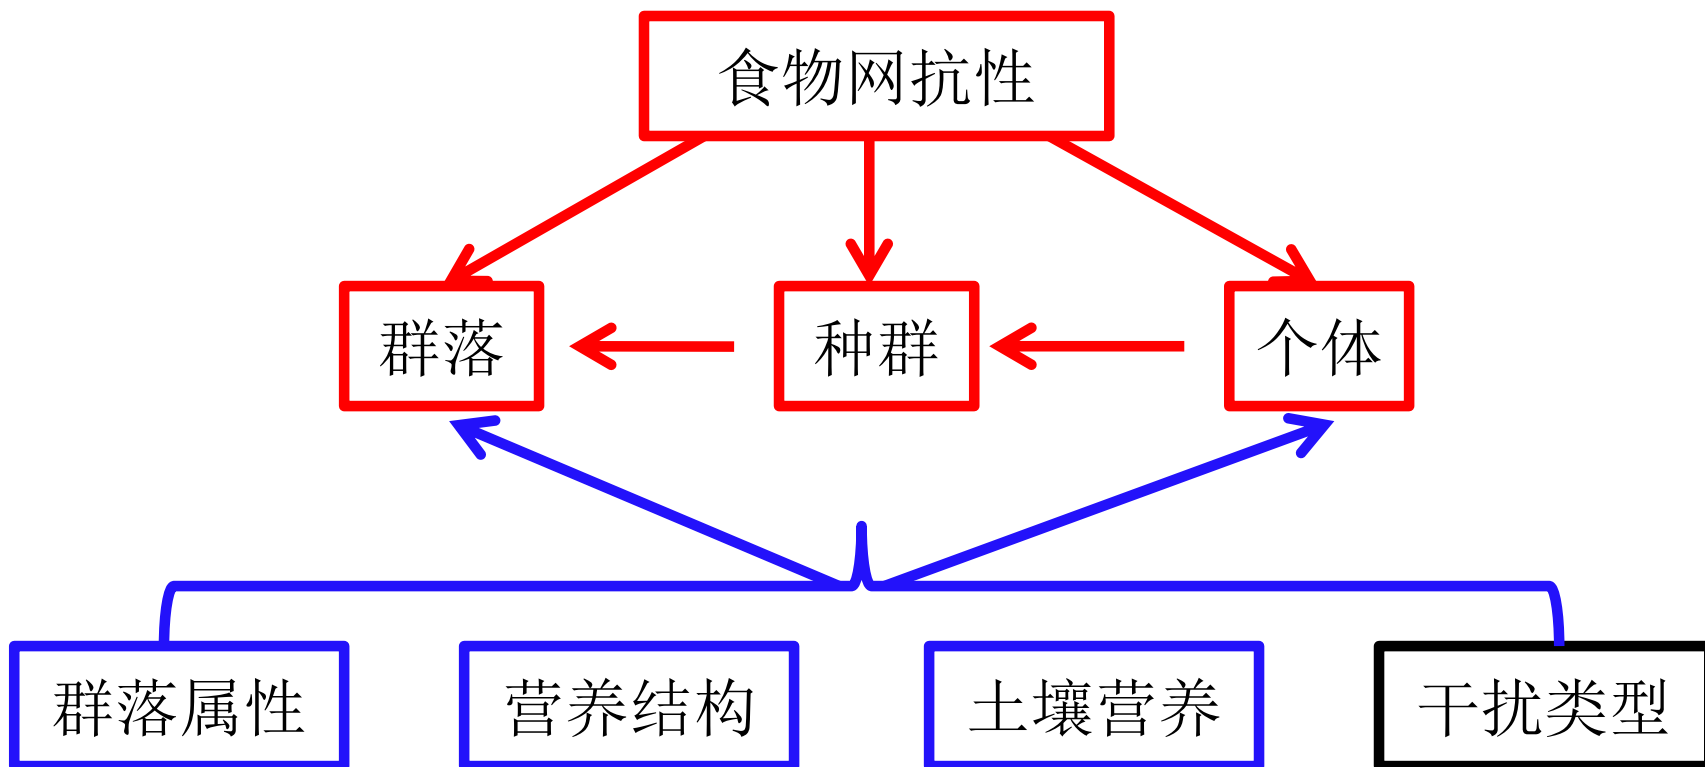 食物网抗性
群落
种群
个体
群落属性
营养结构
土壤营养
干扰类型